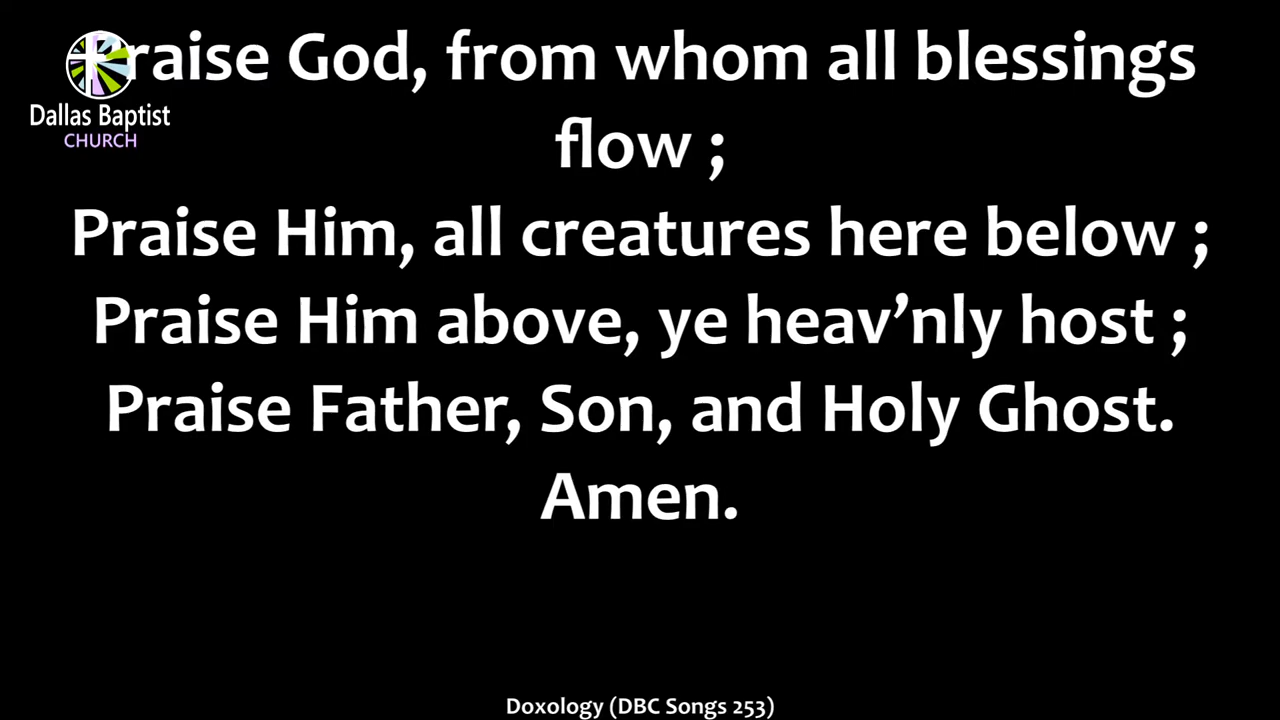 Praise God, from whom all blessings
flow ;
Praise Him, all creatures here below ;
Praise Him above, ye heav’nly host ;
Praise Father, Son, and Holy Ghost.
Amen.
Dallas Baptist
CHURCH
Doxology (DBC Songs 253)